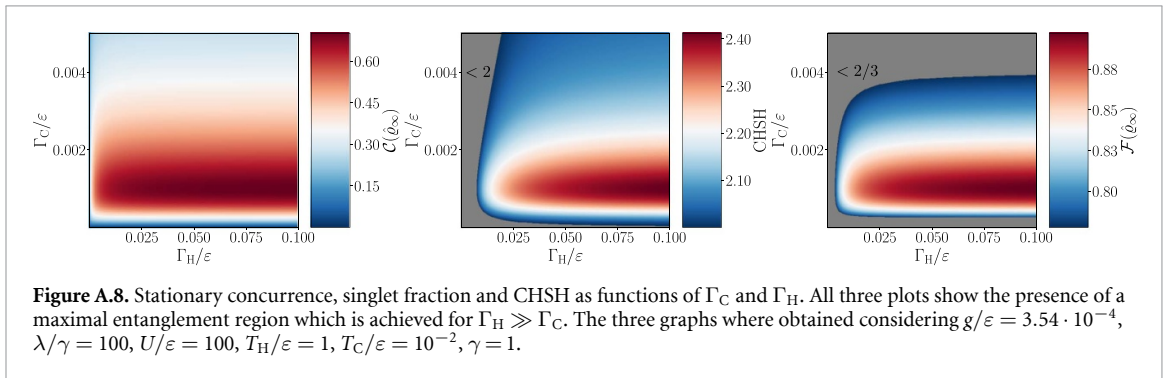 0.004
0.002
Γ_C/ε
0.025 0.050 0.075 0.100
Γ_H/ε
0.60
0.45
0.30
0.15
𝒞(ϱ̂_∞)
< 2
0.004
0.002
Γ_C/ε
0.025 0.050 0.075 0.100
Γ_H/ε
2.40
2.30
2.20
2.10
CHSH
< 2/3
0.004
0.002
Γ_C/ε
0.025 0.050 0.075 0.100
Γ_H/ε
0.88
0.85
0.83
0.80
ℱ(ϱ̂_∞)
Figure A.8. Stationary concurrence, singlet fraction and CHSH as functions of Γ_C and Γ_H. All three plots show the presence of a
maximal entanglement region which is achieved for Γ_H ≫ Γ_C. The three graphs where obtained considering g/ε = 3.54 · 10⁻⁴,
λ/γ = 100, U/ε = 100, T_H/ε = 1, T_C/ε = 10⁻², γ = 1.